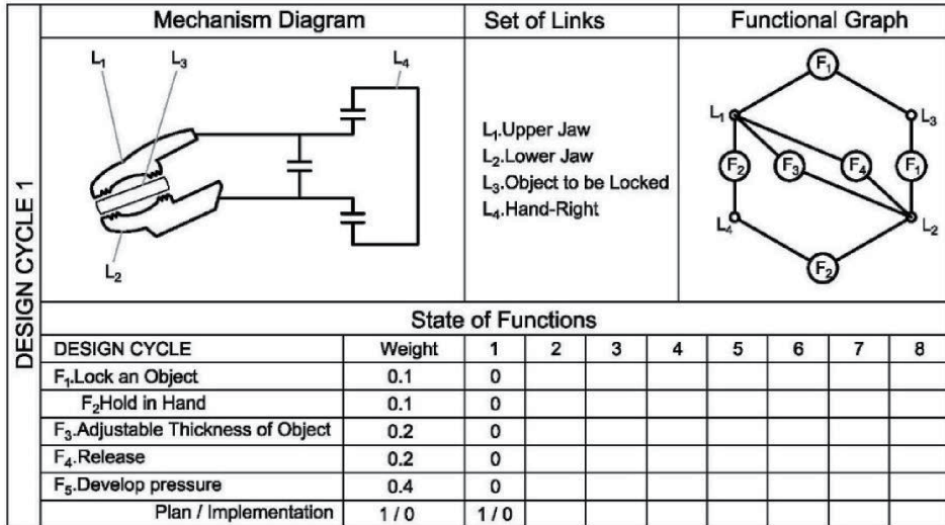 DESIGN CYCLE 1
Mechanism Diagram Set of Links Functional Graph
L₁ L₃ L₄
L₂
L₁.Upper Jaw
L₂.Lower Jaw
L₃.Object to be Locked
L₄.Hand-Right
F₁
L₁ L₃
F₂ F₃ F₄ F₁
L₄ L₂
F₂
State of Functions
DESIGN CYCLE Weight 1 2 3 4 5 6 7 8
F₁.Lock an Object 0.1 0
F₂Hold in Hand 0.1 0
F₃.Adjustable Thickness of Object 0.2 0
F₄.Release 0.2 0
F₅.Develop pressure 0.4 0
Plan / Implementation 1 / 0 1 / 0